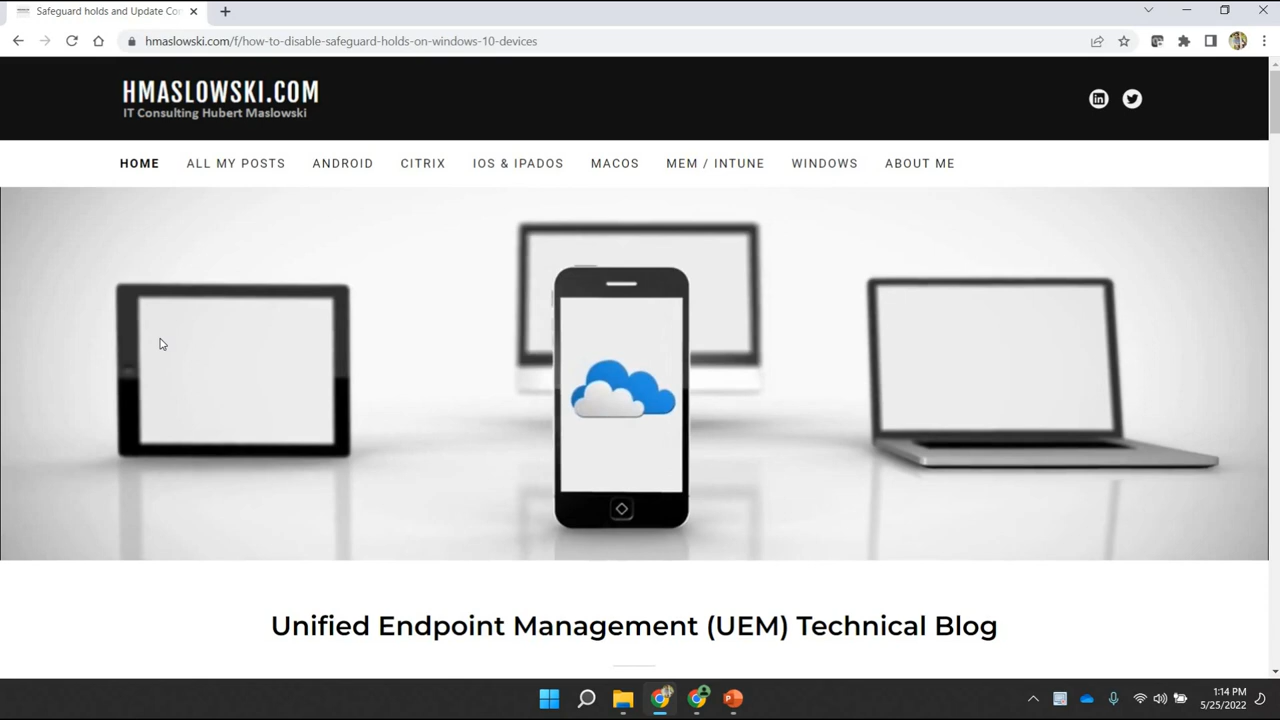 Safeguard holds and Update Co
hmaslowski.com/f/how-to-disable-safeguard-holds-on-windows-10-devices
HMASLOWSKI.COM
IT Consulting Hubert Maslowski
HOME ALL MY POSTS ANDROID CITRIX IOS & IPADOS MACOS MEM / INTUNE WINDOWS ABOUT ME
Unified Endpoint Management (UEM) Technical Blog
1:14 PM
5/25/2022